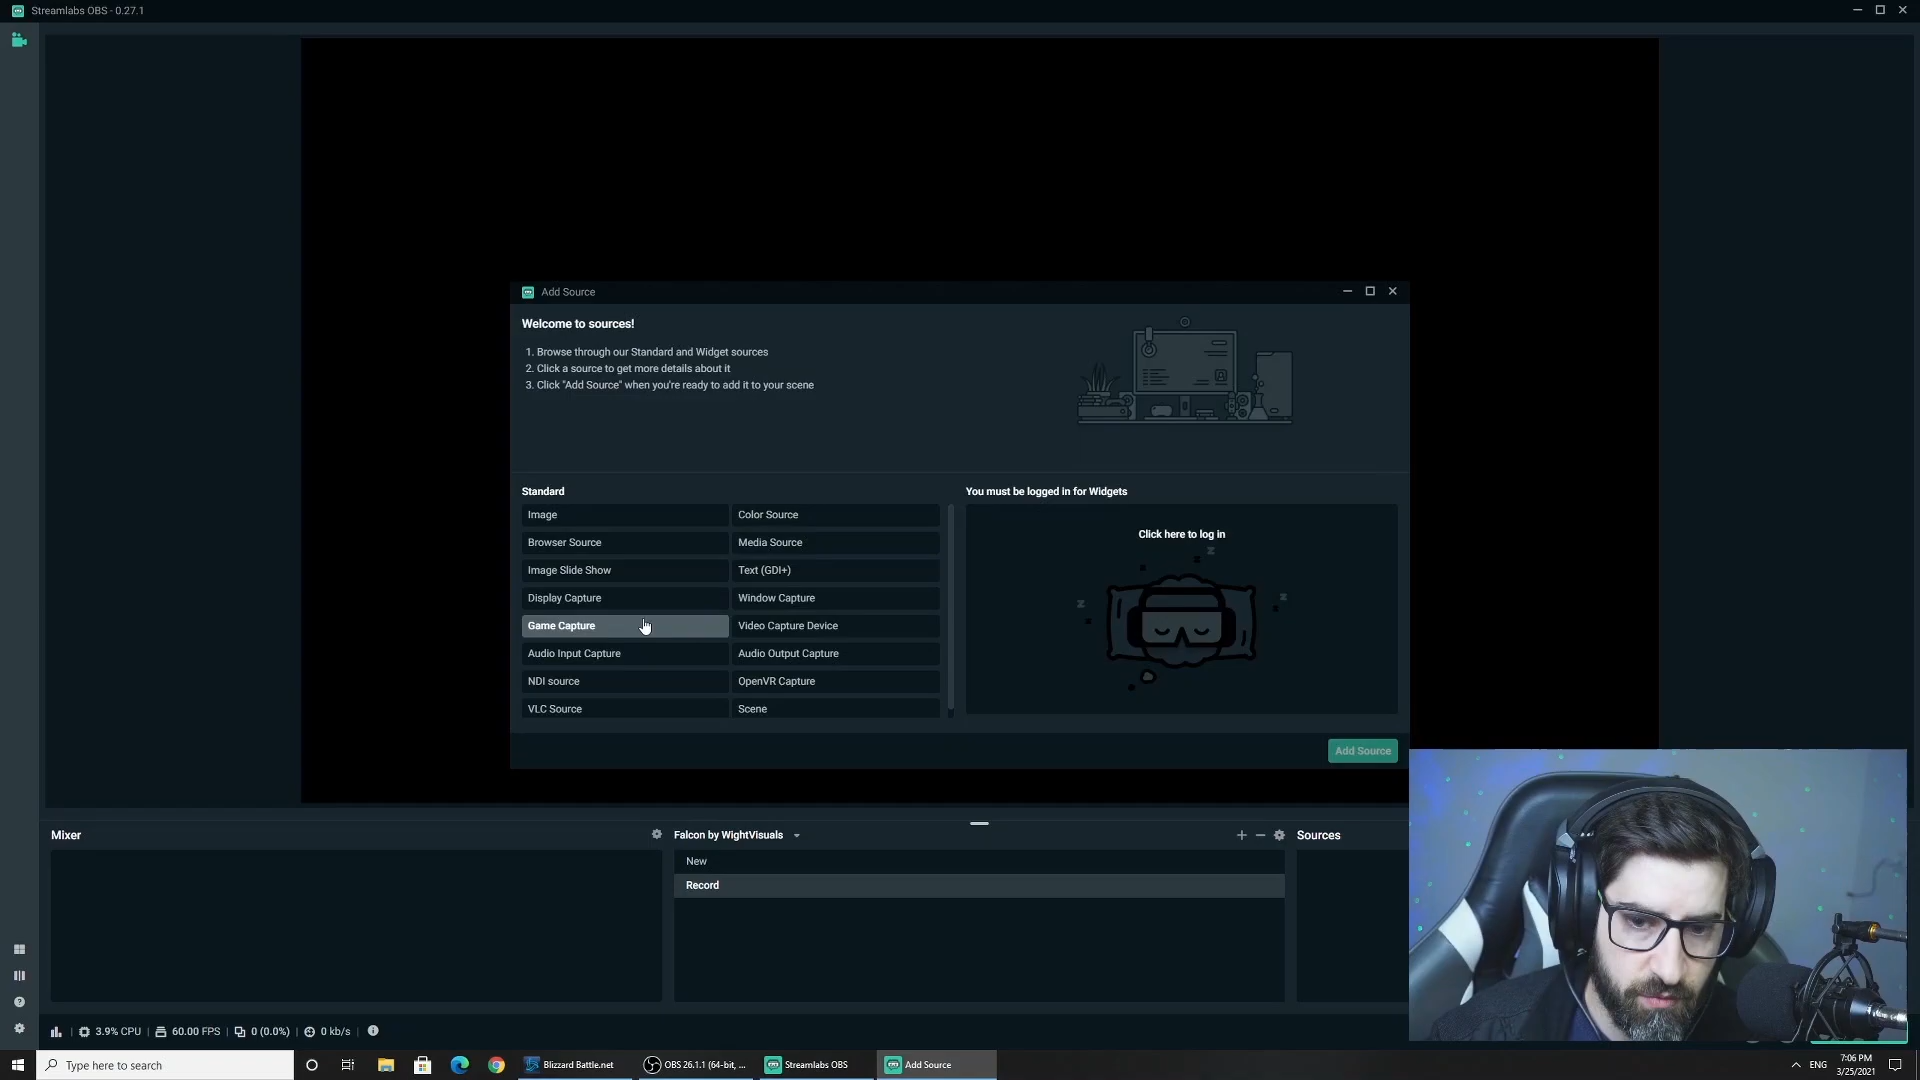 Streamlabs OBS - 0.27.1
Add Source
Welcome to sources!
1. Browse through our Standard and Widget sources
2. Click a source to get more details about it
3. Click "Add Source" when you're ready to add it to your scene
Standard
You must be logged in for Widgets
Image
Color Source
Click here to log in
Browser Source
Media Source
Image Slide Show
Text (GDI+)
Display Capture
Window Capture
Game Capture
Video Capture Device
Audio Input Capture
Audio Output Capture
NDI source
OpenVR Capture
VLC Source
Scene
Add Source
Mixer
Falcon by WightVisuals
Sources
New
Record
3.9% CPU
60.00 FPS
0 (0.0%)
0 kb/s
Type here to search
Blizzard Battle.net
OBS 26.1.1 (64-bit, ...
Streamlabs OBS
Add Source
ENG
7:06 PM
3/25/2021